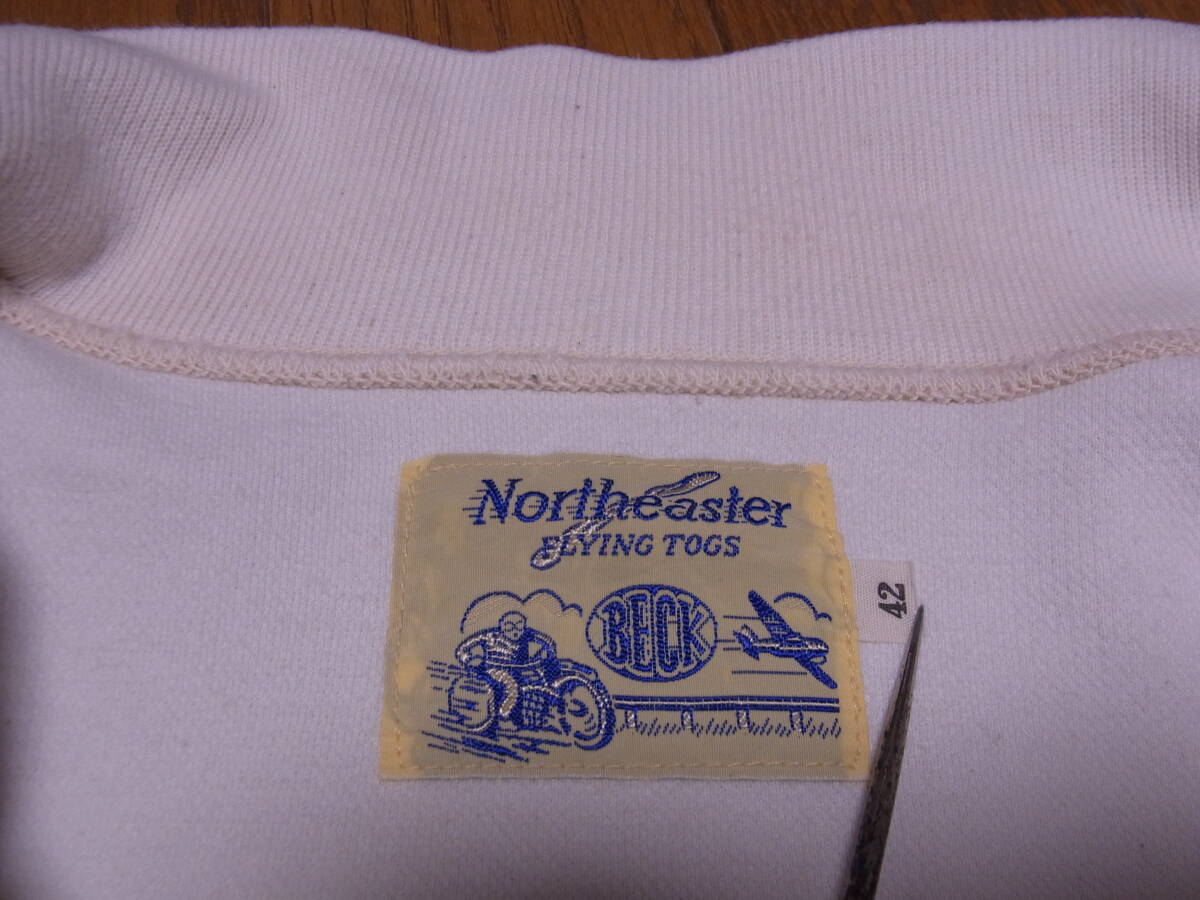 Northeaster
FLYING TOGS
BECK
42